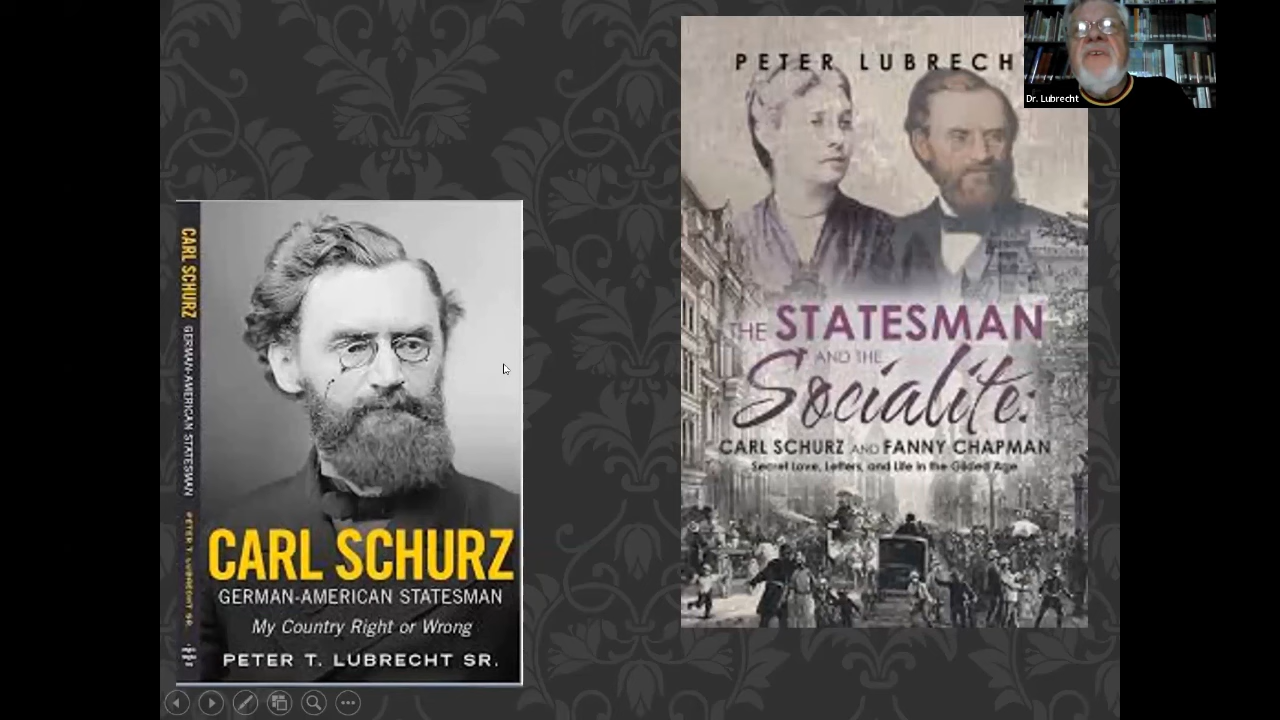 CARL SCHURZ
GERMAN-AMERICAN STATESMAN
PETER T. LUBRECHT SR.
CARL SCHURZ
GERMAN-AMERICAN STATESMAN
My Country Right or Wrong
PETER T. LUBRECHT SR.
PETER LUBRECH
THE STATESMAN
AND THE
Socialite:
CARL SCHURZ AND FANNY CHAPMAN
Secret Love, Letters, and Life in the Gilded Age
Dr. Lubrecht